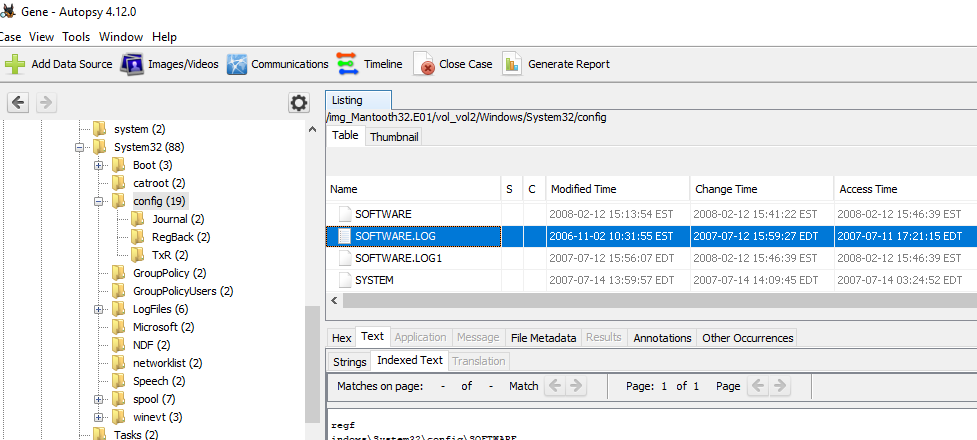 Gene - Autopsy 4.12.0
Case View Tools Window Help
Add Data Source Images/Videos Communications Timeline Close Case Generate Report
Listing
/img_Mantooth32.E01/vol_vol2/Windows/System32/config
Table Thumbnail
Name S C Modified Time Change Time Access Time
SOFTWARE 2008-02-12 15:13:54 EST 2008-02-12 15:41:22 EST 2008-02-12 15:46:39 EST
SOFTWARE.LOG 2006-11-02 10:31:55 EST 2007-07-12 15:59:27 EDT 2007-07-11 17:21:15 EDT
SOFTWARE.LOG1 2007-07-12 15:56:07 EDT 2008-02-12 15:46:39 EST 2008-02-12 15:46:39 EST
SYSTEM 2007-07-14 13:59:57 EDT 2007-07-14 14:09:45 EDT 2007-07-14 03:24:52 EDT
system (2)
System32 (88)
Boot (3)
catroot (2)
config (19)
Journal (2)
RegBack (2)
TxR (2)
GroupPolicy (2)
GroupPolicyUsers (2)
LogFiles (6)
Microsoft (2)
NDF (2)
networklist (2)
Speech (2)
spool (7)
winevt (3)
Tasks (2)
Hex Text Application Message File Metadata Results Annotations Other Occurrences
Strings Indexed Text Translation
Matches on page: - of - Match Page: 1 of 1 Page
regf
indows\System32\config\SOFTWARE